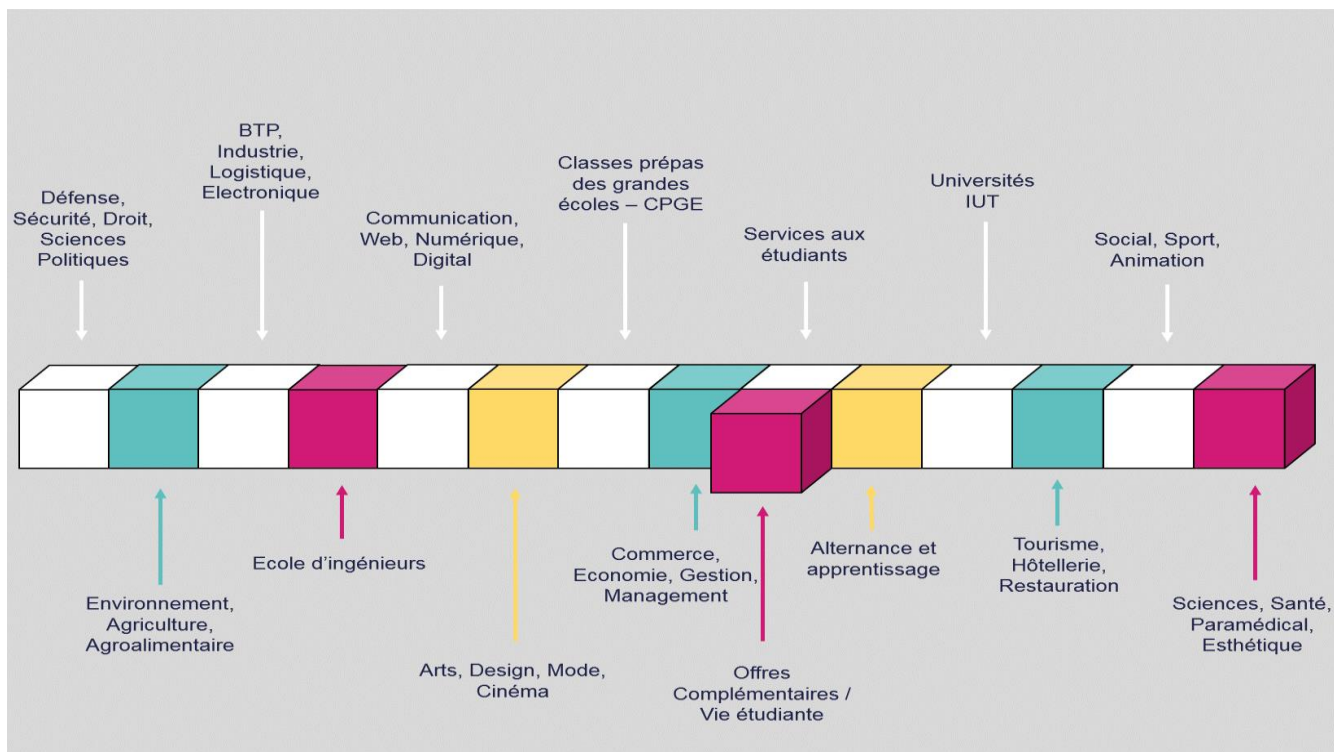 Défense,
Sécurité, Droit,
Sciences
Politiques
BTP,
Industrie,
Logistique,
Electronique
Communication,
Web, Numérique,
Digital
Classes prépas
des grandes
écoles – CPGE
Services aux
étudiants
Universités
IUT
Social, Sport,
Animation
Environnement,
Agriculture,
Agroalimentaire
Ecole d’ingénieurs
Arts, Design, Mode,
Cinéma
Commerce,
Economie, Gestion,
Management
Offres
Complémentaires /
Vie étudiante
Alternance et
apprentissage
Tourisme,
Hôtellerie,
Restauration
Sciences, Santé,
Paramédical,
Esthétique